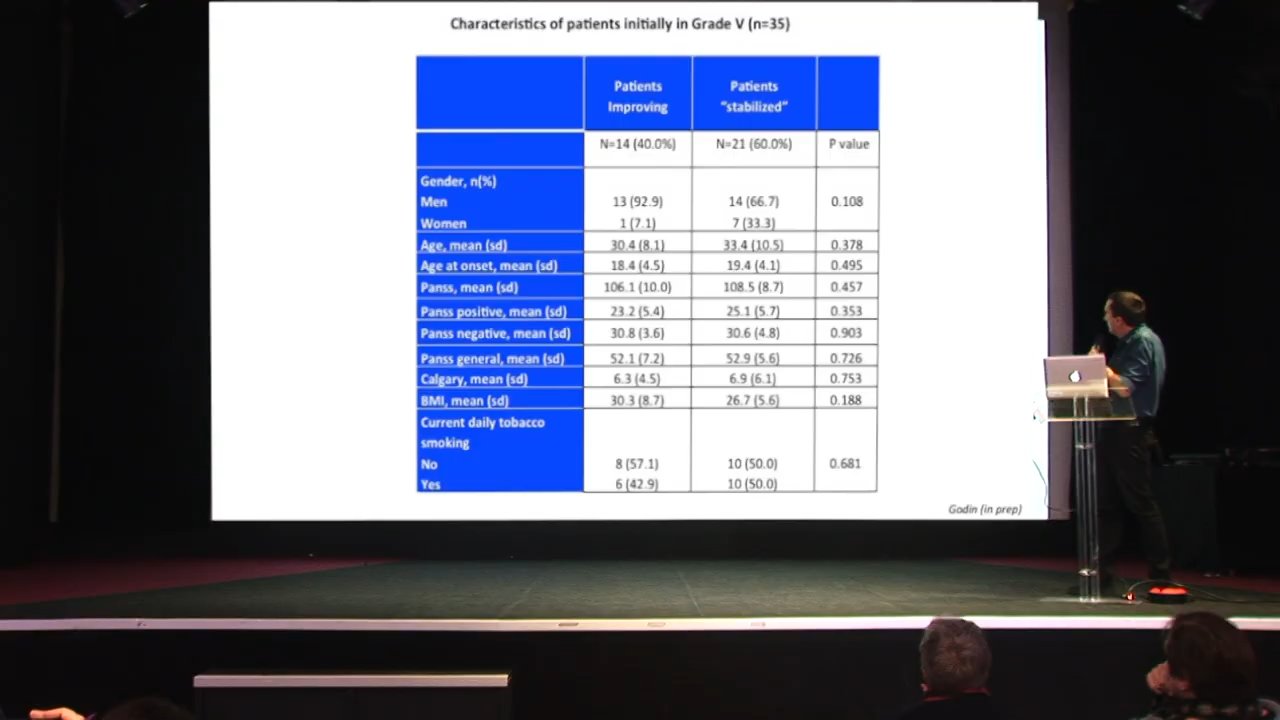 Characteristics of patients initially in Grade V (n=35)
Patients Improving Patients "stabilized"
N=14 (40.0%) N=21 (60.0%) P value
Gender, n(%)
Men 13 (92.9) 14 (66.7) 0.108
Women 1 (7.1) 7 (33.3)
Age, mean (sd) 30.4 (8.1) 33.4 (10.5) 0.378
Age at onset, mean (sd) 18.4 (4.5) 19.4 (4.1) 0.495
Panss, mean (sd) 106.1 (10.0) 108.5 (8.7) 0.457
Panss positive, mean (sd) 23.2 (5.4) 25.1 (5.7) 0.353
Panss negative, mean (sd) 30.8 (3.6) 30.6 (4.8) 0.903
Panss general, mean (sd) 52.1 (7.2) 52.9 (5.6) 0.726
Calgary, mean (sd) 6.3 (4.5) 6.9 (6.1) 0.753
BMI, mean (sd) 30.3 (8.7) 26.7 (5.6) 0.188
Current daily tobacco
smoking
No 8 (57.1) 10 (50.0) 0.681
Yes 6 (42.9) 10 (50.0)
Godin (in prep)